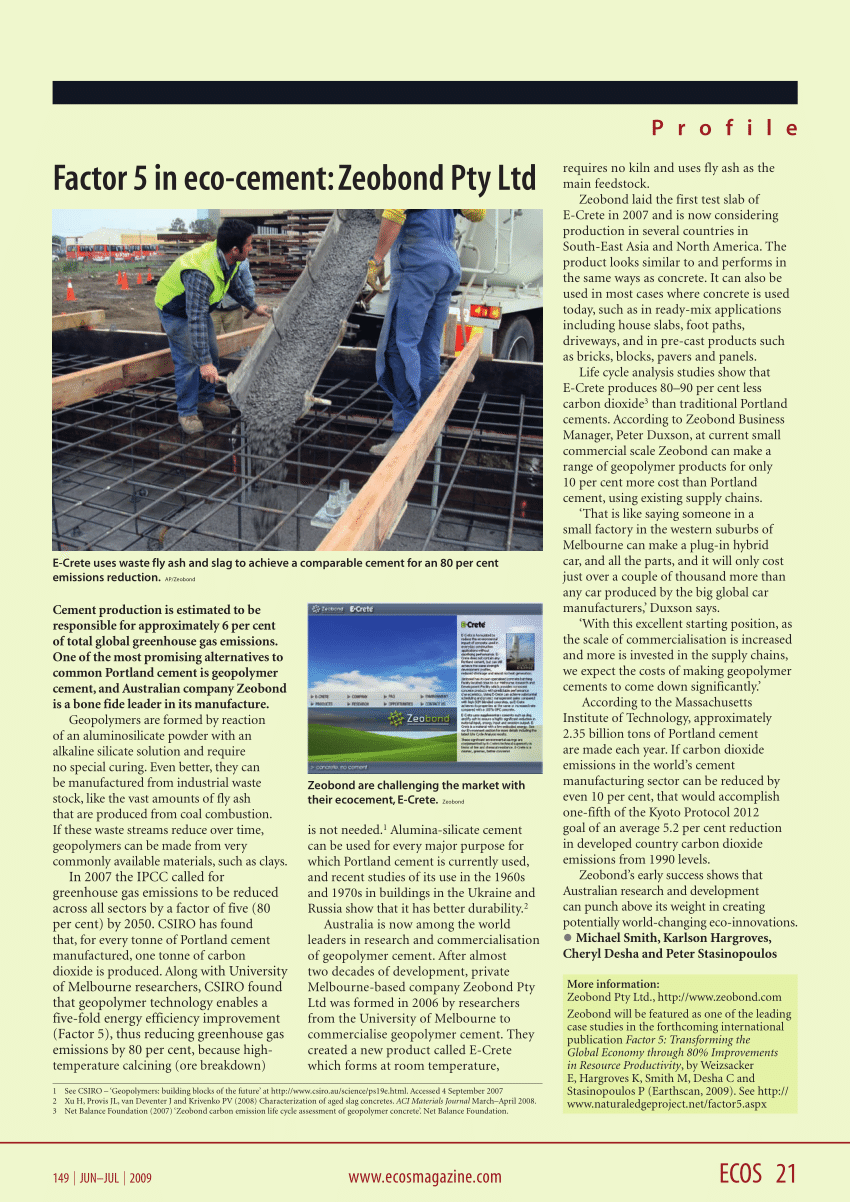 Profile
Factor 5 in eco-cement: Zeobond Pty Ltd
E-Crete uses waste fly ash and slag to achieve a comparable cement for an 80 per cent
emissions reduction. AP/Zeobond
Cement production is estimated to be
responsible for approximately 6 per cent
of total global greenhouse gas emissions.
One of the most promising alternatives to
common Portland cement is geopolymer
cement, and Australian company Zeobond
is a bone fide leader in its manufacture.
Geopolymers are formed by reaction
of an aluminosilicate powder with an
alkaline silicate solution and require
no special curing. Even better, they can
be manufactured from industrial waste
stock, like the vast amounts of fly ash
that are produced from coal combustion.
If these waste streams reduce over time,
geopolymers can be made from very
commonly available materials, such as clays.
In 2007 the IPCC called for
greenhouse gas emissions to be reduced
across all sectors by a factor of five (80
per cent) by 2050. CSIRO has found
that, for every tonne of Portland cement
manufactured, one tonne of carbon
dioxide is produced. Along with University
of Melbourne researchers, CSIRO found
that geopolymer technology enables a
five-fold energy efficiency improvement
(Factor 5), thus reducing greenhouse gas
emissions by 80 per cent, because high-
temperature calcining (ore breakdown)
Zeobond E-Crete
E-Crete
E-CRETE COMPANY FAQ ENVIRONMENT
PRODUCTS RESEARCH OPPORTUNITIES CONTACT US
Zeobond
concrete no cement
Zeobond are challenging the market with
their ecocement, E-Crete. Zeobond
is not needed.1 Alumina-silicate cement
can be used for every major purpose for
which Portland cement is currently used,
and recent studies of its use in the 1960s
and 1970s in buildings in the Ukraine and
Russia show that it has better durability.2
Australia is now among the world
leaders in research and commercialisation
of geopolymer cement. After almost
two decades of development, private
Melbourne-based company Zeobond Pty
Ltd was formed in 2006 by researchers
from the University of Melbourne to
commercialise geopolymer cement. They
created a new product called E-Crete
which forms at room temperature,
requires no kiln and uses fly ash as the
main feedstock.
Zeobond laid the first test slab of
E-Crete in 2007 and is now considering
production in several countries in
South-East Asia and North America. The
product looks similar to and performs in
the same ways as concrete. It can also be
used in most cases where concrete is used
today, such as in ready-mix applications
including house slabs, foot paths,
driveways, and in pre-cast products such
as bricks, blocks, pavers and panels.
Life cycle analysis studies show that
E-Crete produces 80–90 per cent less
carbon dioxide3 than traditional Portland
cements. According to Zeobond Business
Manager, Peter Duxson, at current small
commercial scale Zeobond can make a
range of geopolymer products for only
10 per cent more cost than Portland
cement, using existing supply chains.
‘That is like saying someone in a
small factory in the western suburbs of
Melbourne can make a plug-in hybrid
car, and all the parts, and it will only cost
just over a couple of thousand more than
any car produced by the big global car
manufacturers,’ Duxson says.
‘With this excellent starting position, as
the scale of commercialisation is increased
and more is invested in the supply chains,
we expect the costs of making geopolymer
cements to come down significantly.’
According to the Massachusetts
Institute of Technology, approximately
2.35 billion tons of Portland cement
are made each year. If carbon dioxide
emissions in the world’s cement
manufacturing sector can be reduced by
even 10 per cent, that would accomplish
one-fifth of the Kyoto Protocol 2012
goal of an average 5.2 per cent reduction
in developed country carbon dioxide
emissions from 1990 levels.
Zeobond’s early success shows that
Australian research and development
can punch above its weight in creating
potentially world-changing eco-innovations.
● Michael Smith, Karlson Hargroves,
Cheryl Desha and Peter Stasinopoulos
More information:
Zeobond Pty Ltd., http://www.zeobond.com
Zeobond will be featured as one of the leading
case studies in the forthcoming international
publication Factor 5: Transforming the
Global Economy through 80% Improvements
in Resource Productivity, by Weizsacker
E, Hargroves K, Smith M, Desha C and
Stasinopoulos P (Earthscan, 2009). See http://
www.naturaledgeproject.net/factor5.aspx
1 See CSIRO – ‘Geopolymers: building blocks of the future’ at http://www.csiro.au/science/ps19e.html. Accessed 4 September 2007
2 Xu H, Provis JL, van Deventer J and Krivenko PV (2008) Characterization of aged slag concretes. ACI Materials Journal March–April 2008.
3 Net Balance Foundation (2007) ‘Zeobond carbon emission life cycle assessment of geopolymer concrete’. Net Balance Foundation.
149 | JUN–JUL | 2009
www.ecosmagazine.com
ECOS 21